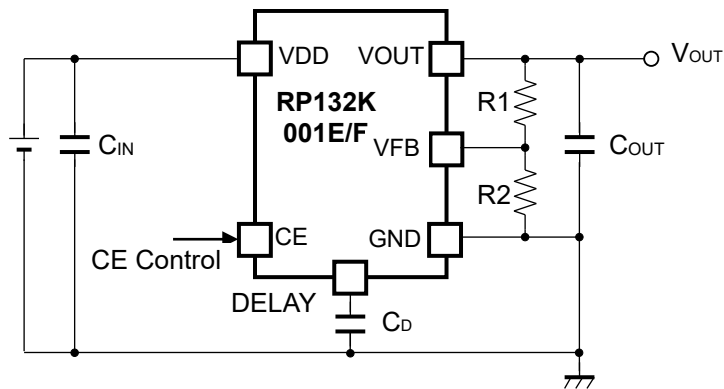 VDD
VOUT
VOUT
RP132K
001E/F
R1
CIN
VFB
COUT
R2
CE
GND
CE Control
DELAY
CD